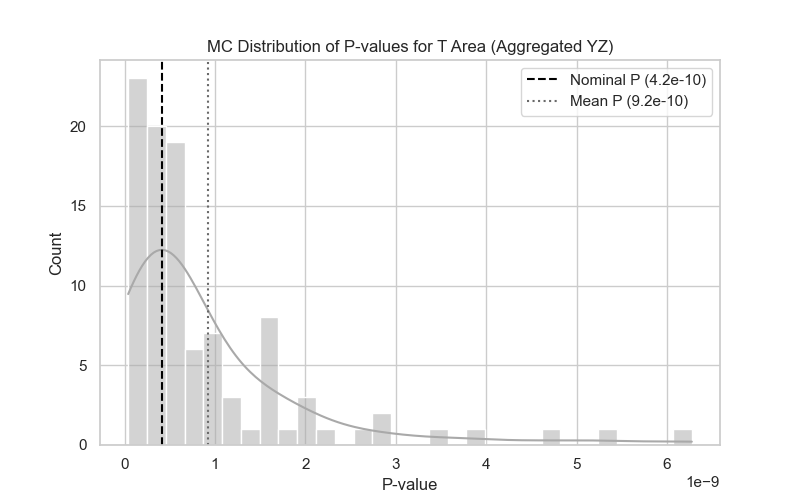 MC Distribution of P-values for T Area (Aggregated YZ)
Nominal P (4.2e-10)
Mean P (9.2e-10)
Count
20
15
10
5
0
0 1 2 3 4 5 6
1e−9
P-value